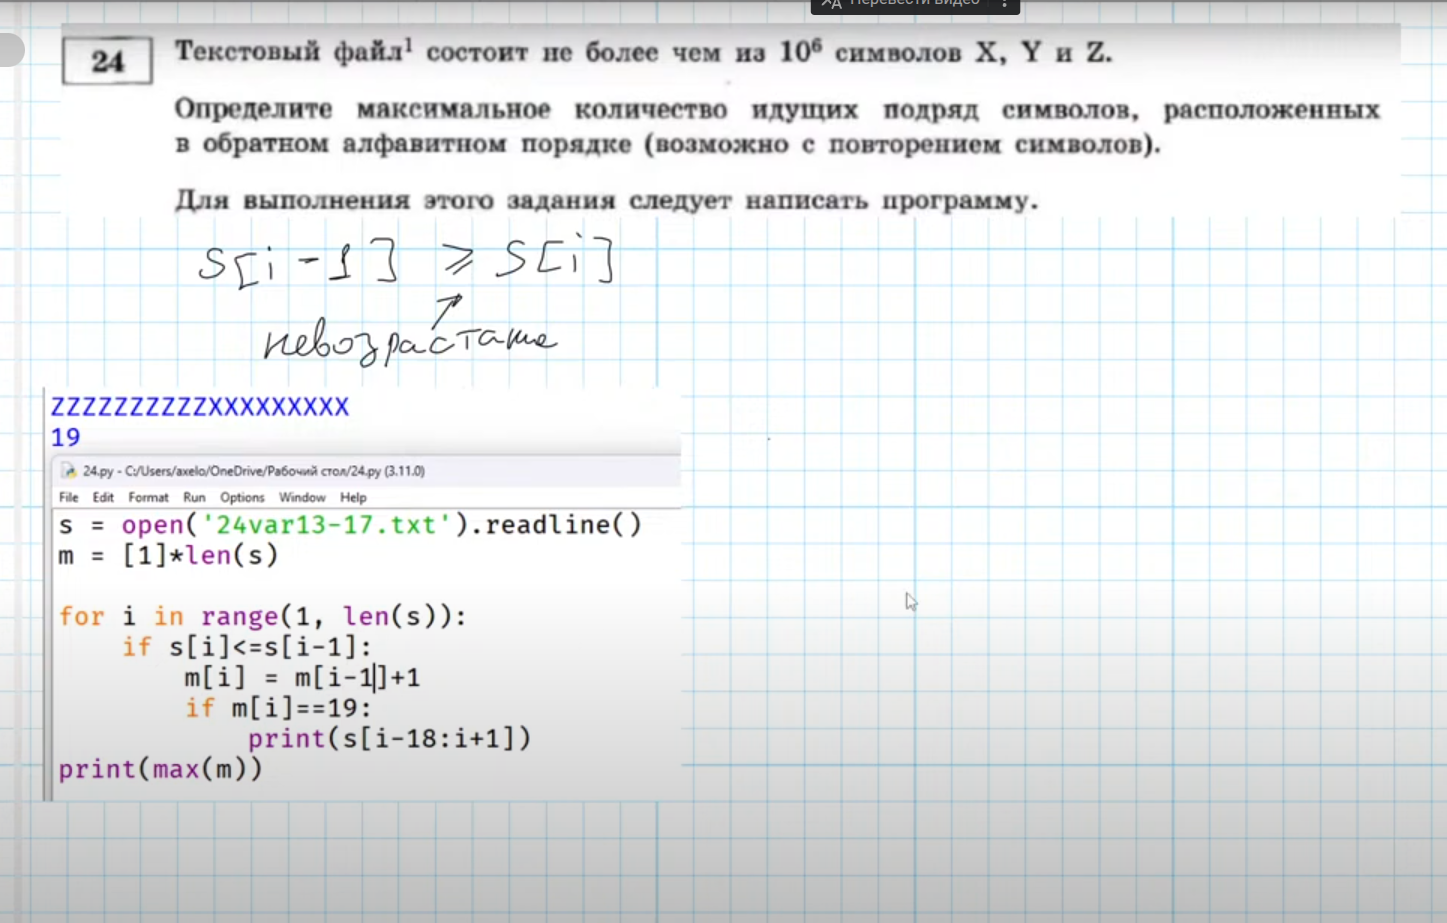 Перевести видео
24
Текстовый файл¹ состоит не более чем из 10⁶ символов X, Y и Z.
Определите максимальное количество идущих подряд символов, расположенных
в обратном алфавитном порядке (возможно с повторением символов).
Для выполнения этого задания следует написать программу.
S[i-1] ⩾ S[i]
невозрастание
ZZZZZZZZZZXXXXXXXXX
19
24.py - C:/Users/axelo/OneDrive/Рабочий стол/24.py (3.11.0)
File Edit Format Run Options Window Help
s = open('24var13-17.txt').readline()
m = [1]*len(s)
for i in range(1, len(s)):
if s[i]<=s[i-1]:
m[i] = m[i-1]+1
if m[i]==19:
print(s[i-18:i+1])
print(max(m))